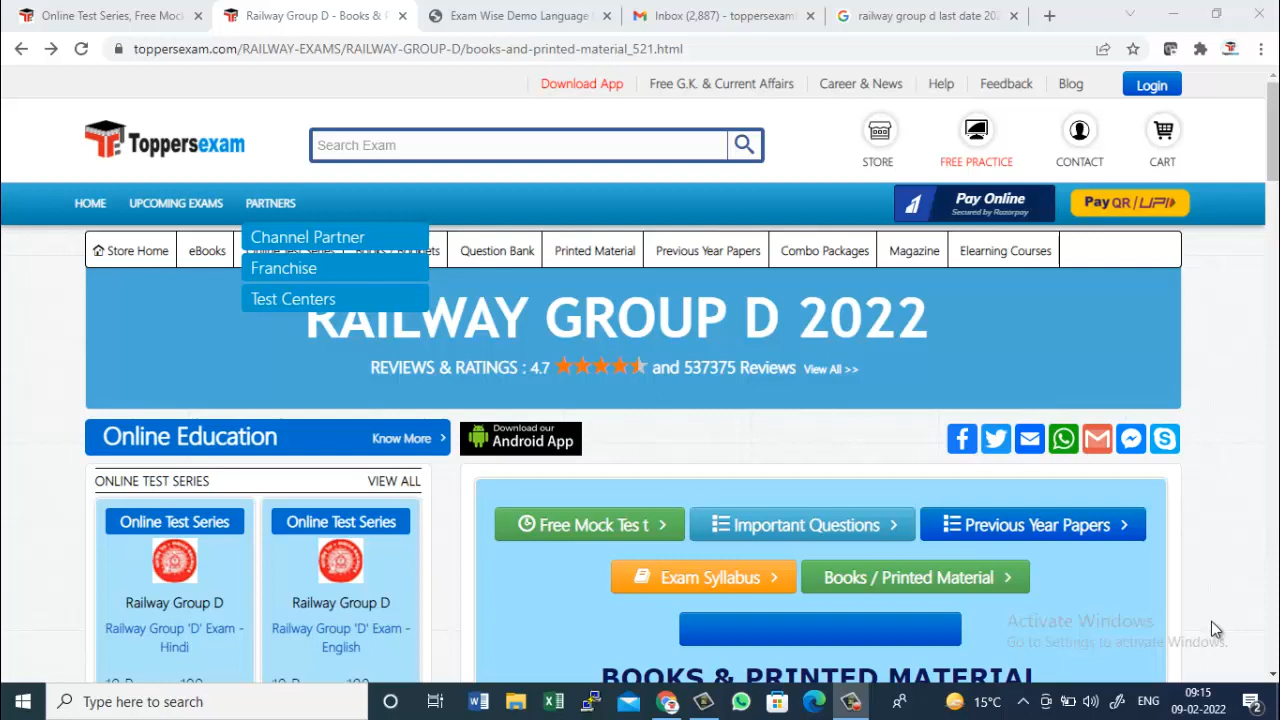 Online Test Series, Free Mock
Railway Group D - Books &
Exam Wise Demo Language
Inbox (2,887) - toppersexam
railway group d last date 202
toppersexam.com/RAILWAY-EXAMS/RAILWAY-GROUP-D/books-and-printed-material_521.html
Download App
Free G.K. & Current Affairs
Career & News
Help
Feedback
Blog
Login
Toppersexam
Search Exam
STORE
FREE PRACTICE
CONTACT
CART
HOME
UPCOMING EXAMS
PARTNERS
Pay Online
Secured by Razorpay
Pay QR / UPI
Channel Partner
Franchise
Test Centers
Store Home
eBooks
Question Bank
Printed Material
Previous Year Papers
Combo Packages
Magazine
Elearning Courses
RAILWAY GROUP D 2022
REVIEWS & RATINGS : 4.7 and 537375 Reviews View All >>
Online Education
Know More
Download our
Android App
ONLINE TEST SERIES
VIEW ALL
Online Test Series
Railway Group D
Railway Group 'D' Exam -
Hindi
Online Test Series
Railway Group D
Railway Group 'D' Exam -
English
Free Mock Tes t
Important Questions
Previous Year Papers
Exam Syllabus
Books / Printed Material
BOOKS & PRINTED MATERIAL
Activate Windows
Go to Settings to activate Windows.
Type here to search
15°C
ENG
09:15
09-02-2022
2